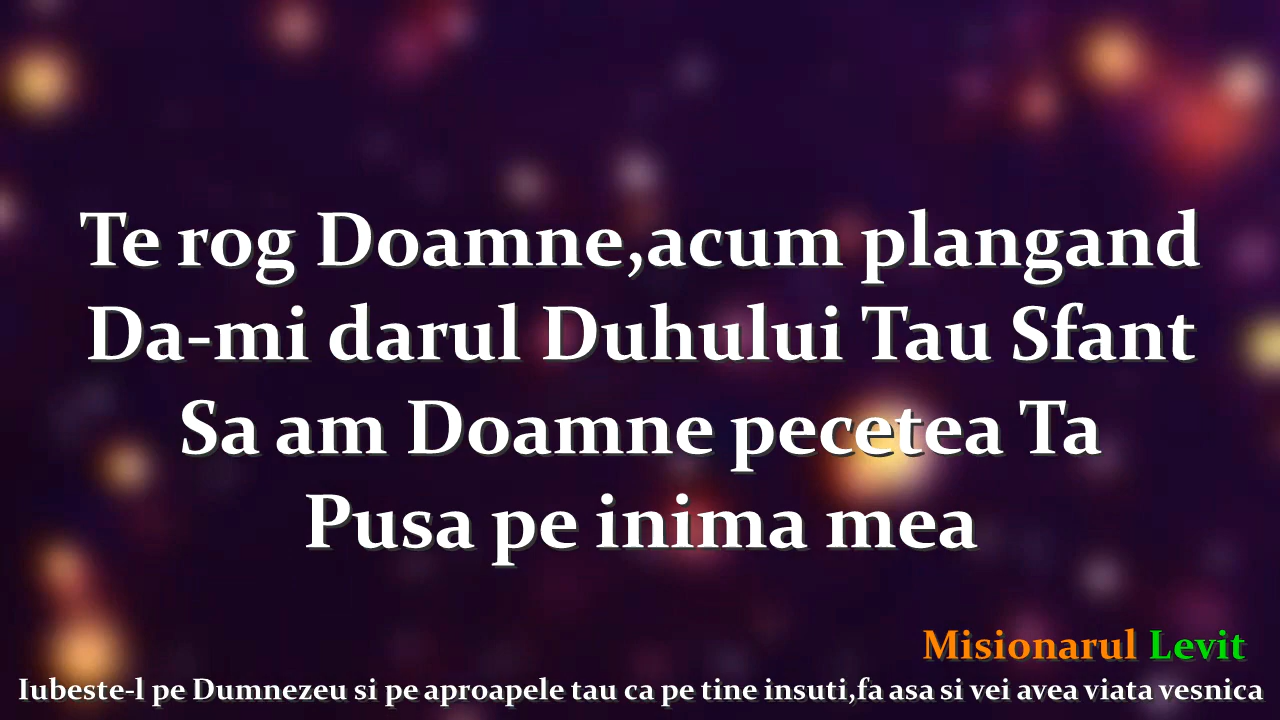 Te rog Doamne,acum plangand
Da-mi darul Duhului Tau Sfant
Sa am Doamne pecetea Ta
Pusa pe inima mea
Misionarul Levit
Iubeste-l pe Dumnezeu si pe aproapele tau ca pe tine insuti,fa asa si vei avea viata vesnica